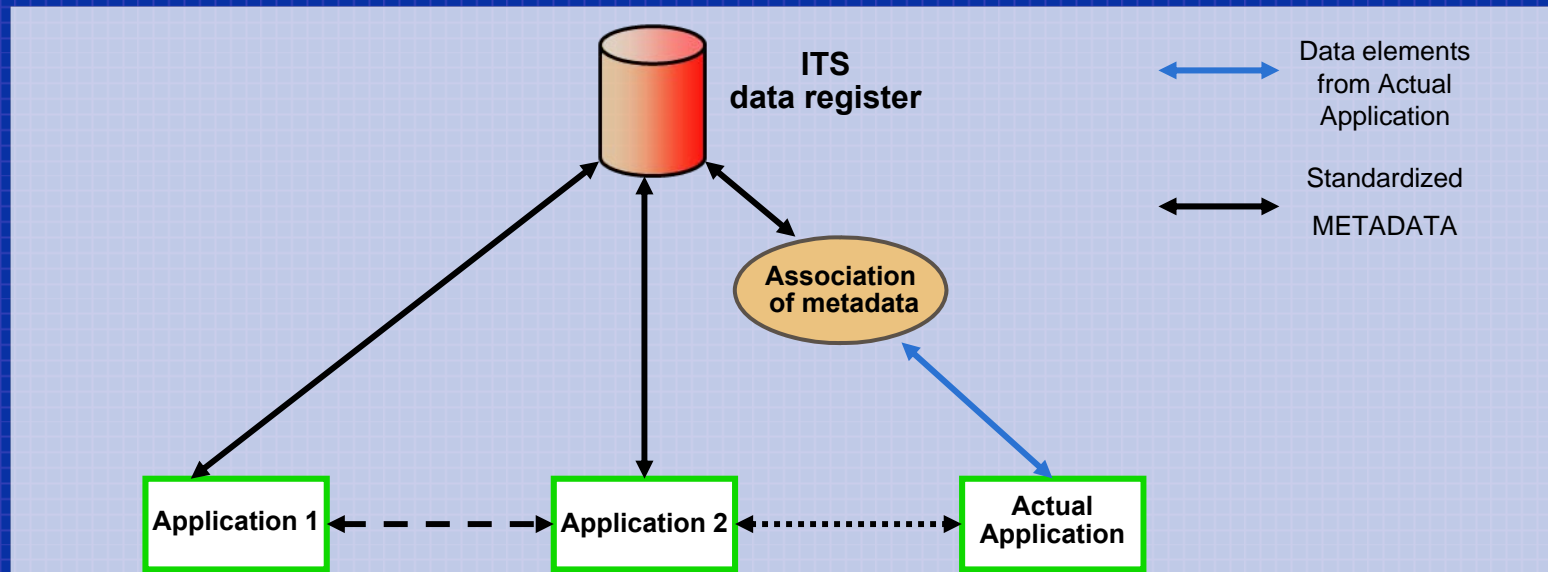 ITS
data register
Data elements
from Actual
Application
Standardized
METADATA
Association
of metadata
Application 1
Application 2
Actual
Application